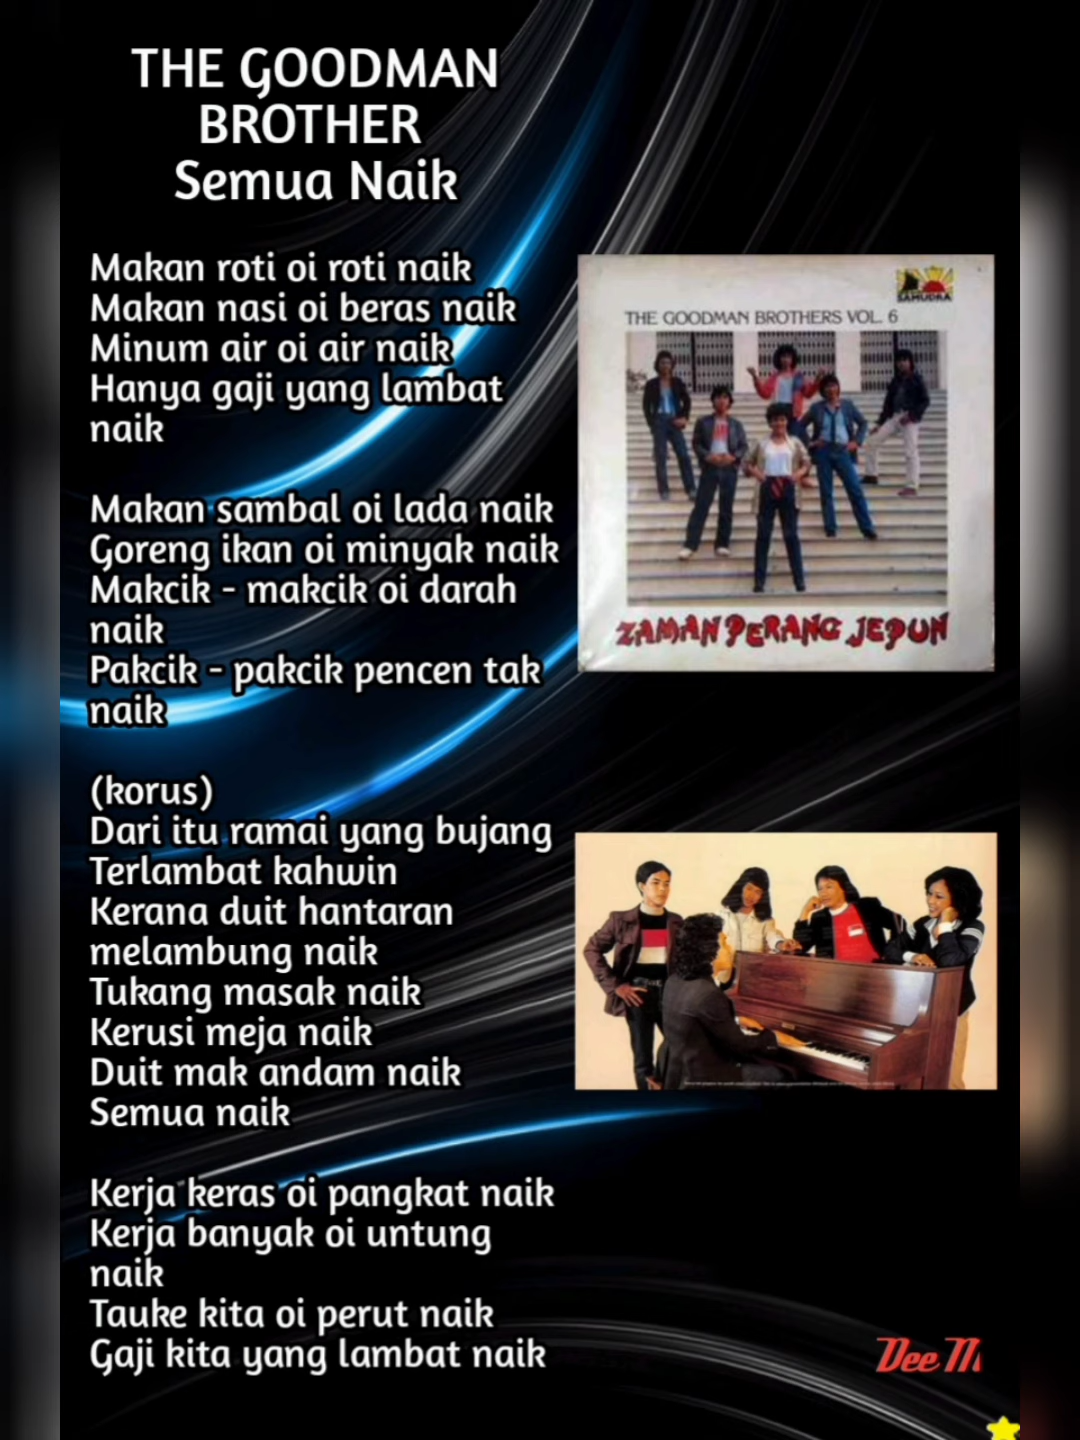 THE GOODMAN
BROTHER
Semua Naik
Makan roti oi roti naik
Makan nasi oi beras naik
Minum air oi air naik
Hanya gaji yang lambat
naik
Makan sambal oi lada naik
Goreng ikan oi minyak naik
Makcik - makcik oi darah
naik
Pakcik - pakcik pencen tak
naik
(korus)
Dari itu ramai yang bujang
Terlambat kahwin
Kerana duit hantaran
melambung naik
Tukang masak naik
Kerusi meja naik
Duit mak andam naik
Semua naik
Kerja keras oi pangkat naik
Kerja banyak oi untung
naik
Tauke kita oi perut naik
Gaji kita yang lambat naik
SAMUDRA
THE GOODMAN BROTHERS VOL. 6
ZAMAN PERANG JEPUN
Dee